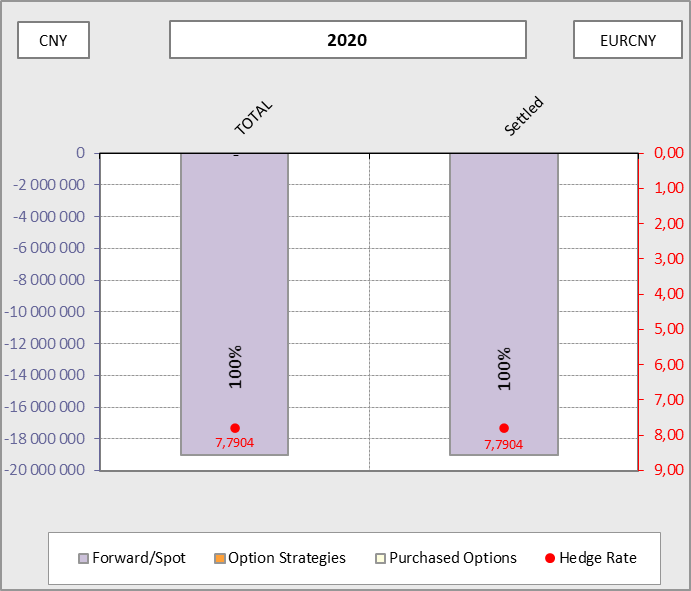 CNY
2020
EURCNY
TOTAL
Settled
0
-2 000 000
-4 000 000
-6 000 000
-8 000 000
-10 000 000
-12 000 000
-14 000 000
-16 000 000
-18 000 000
-20 000 000
-
100%
100%
7,7904
7,7904
0,00
1,00
2,00
3,00
4,00
5,00
6,00
7,00
8,00
9,00
Forward/Spot Option Strategies Purchased Options Hedge Rate